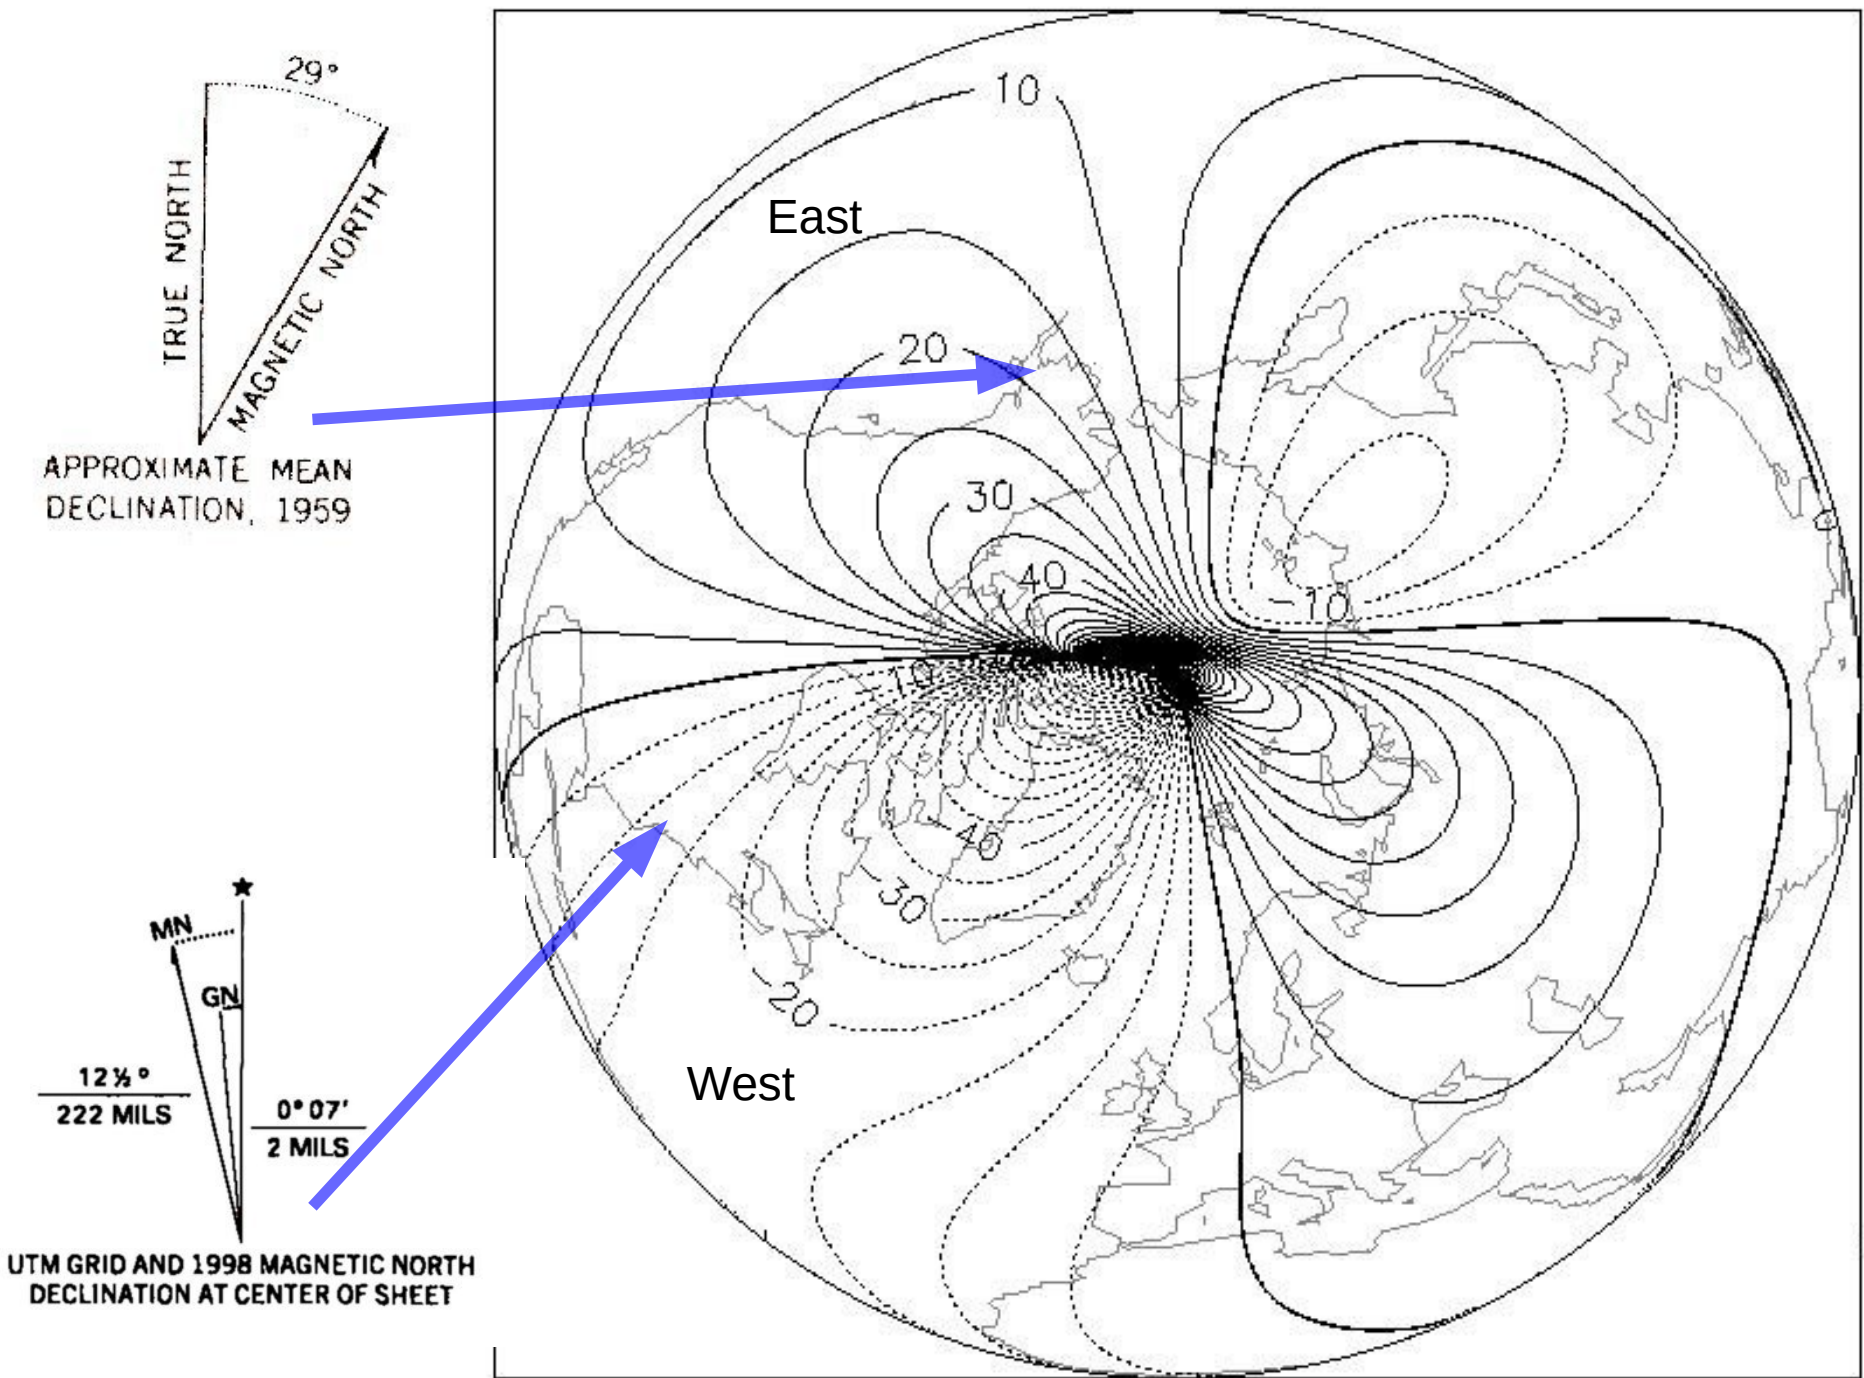 29°
TRUE NORTH
MAGNETIC NORTH
APPROXIMATE MEAN
DECLINATION, 1959
10
East
20
30
40
-10
10
-40
-30
-20
West
MN
GN
12½°
222 MILS
0°07'
2 MILS
UTM GRID AND 1998 MAGNETIC NORTH
DECLINATION AT CENTER OF SHEET